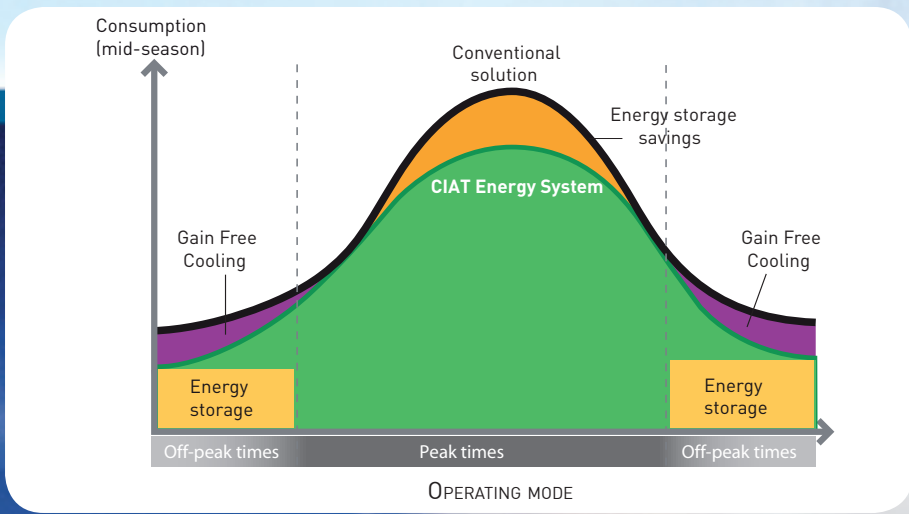 Consumption
(mid-season)
Conventional
solution
Energy storage
savings
CIAT Energy System
Gain Free
Cooling
Gain Free
Cooling
Energy
storage
Energy
storage
Off-peak times
Peak times
Off-peak times
OPERATING MODE